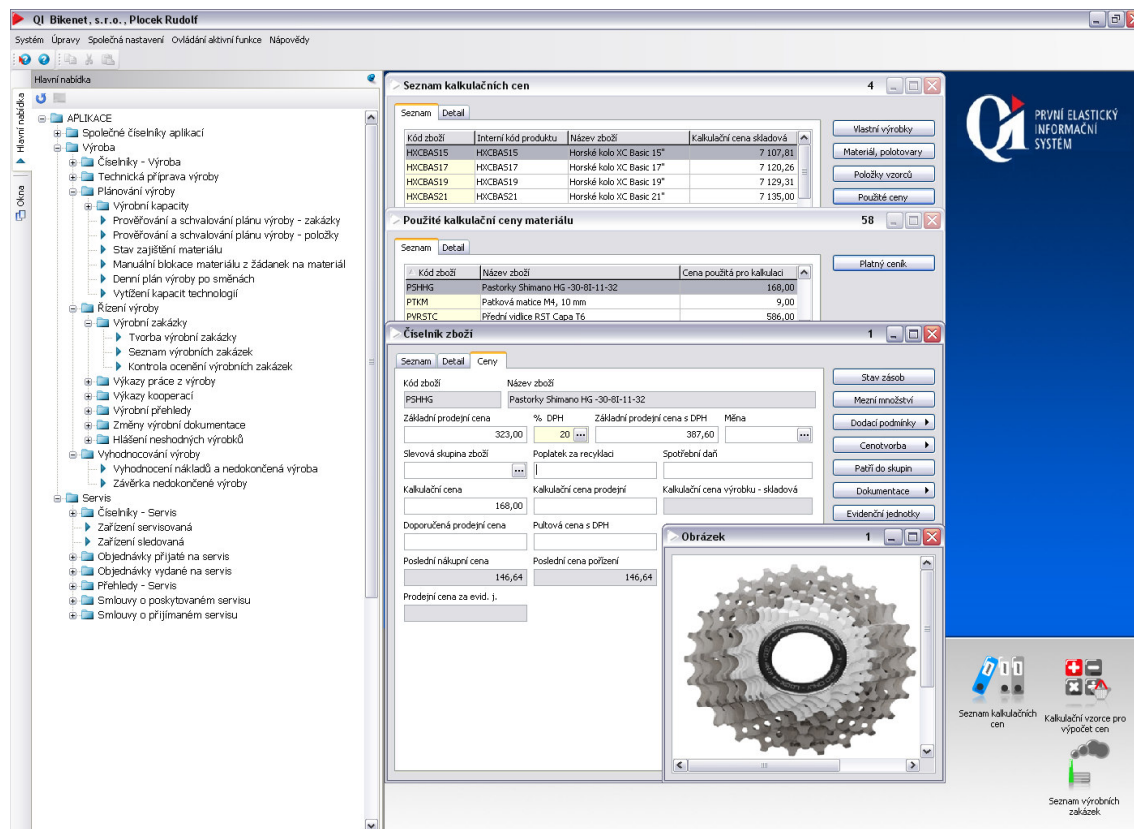 QI Bikenet, s.r.o., Plocek Rudolf
Systém Úpravy Společná nastavení Ovládání aktivní funkce Nápovědy
Hlavní nabídka
Hlavní nabídka
Okna
APLIKACE
Společné číselníky aplikací
Výroba
Číselníky - Výroba
Technická příprava výroby
Plánování výroby
Výrobní kapacity
Prověřování a schvalování plánu výroby - zakázky
Prověřování a schvalování plánu výroby - položky
Stav zajištění materiálu
Manuální blokace materiálu z žádanek na materiál
Denní plán výroby po směnách
Vytížení kapacit technologií
Řízení výroby
Výrobní zakázky
Tvorba výrobní zakázky
Seznam výrobních zakázek
Kontrola ocenění výrobních zakázek
Výkazy práce z výroby
Výkazy kooperací
Výrobní přehledy
Změny výrobní dokumentace
Hlášení neshodných výrobků
Vyhodnocování výroby
Vyhodnocení nákladů a nedokončená výroba
Závěrka nedokončené výroby
Servis
Číselníky - Servis
Zařízení servisovaná
Zařízení sledovaná
Objednávky přijaté na servis
Objednávky vydané na servis
Přehledy - Servis
Smlouvy o poskytovaném servisu
Smlouvy o přijímaném servisu
Seznam kalkulačních cen 4
Seznam Detail
Kód zboží Interní kód produktu Název zboží Kalkulační cena skladová
HXCBAS15 HXCBAS15 Horské kolo XC Basic 15" 7 107,81
HXCBAS17 HXCBAS17 Horské kolo XC Basic 17" 7 120,26
HXCBAS19 HXCBAS19 Horské kolo XC Basic 19" 7 129,31
HXCBAS21 HXCBAS21 Horské kolo XC Basic 21" 7 135,00
Vlastní výrobky
Materiál, polotovary
Položky vzorců
Použité ceny
Použité kalkulační ceny materiálu 58
Seznam Detail
Kód zboží Název zboží Cena použitá pro kalkulaci
PSHHG Pastorky Shimano HG -30-8I-11-32 168,00
PTKM Patková matice M4, 10 mm 9,00
PVRSTC Přední vidlice RST Capa T6 586,00
Platný ceník
Číselník zboží 1
Seznam Detail Ceny
Kód zboží Název zboží
PSHHG Pastorky Shimano HG -30-8I-11-32
Základní prodejní cena % DPH Základní prodejní cena s DPH Měna
323,00 20 ... 387,60 ...
Slevová skupina zboží Poplatek za recyklaci Spotřební daň
...
Kalkulační cena Kalkulační cena prodejní Kalkulační cena výrobku - skladová
168,00
Doporučená prodejní cena Pultová cena s DPH
Poslední nákupní cena Poslední cena pořízení
146,64 146,64
Prodejní cena za evid. j.
Stav zásob
Mezní množství
Dodací podmínky
Cenotvorba
Patří do skupin
Dokumentace
Evidenční jednotky
Obrázek 1
QI
PRVNÍ ELASTICKÝ
INFORMAČNÍ
SYSTÉM
Seznam kalkulačních
cen
Kalkulační vzorce pro
výpočet cen
Seznam výrobních
zakázek